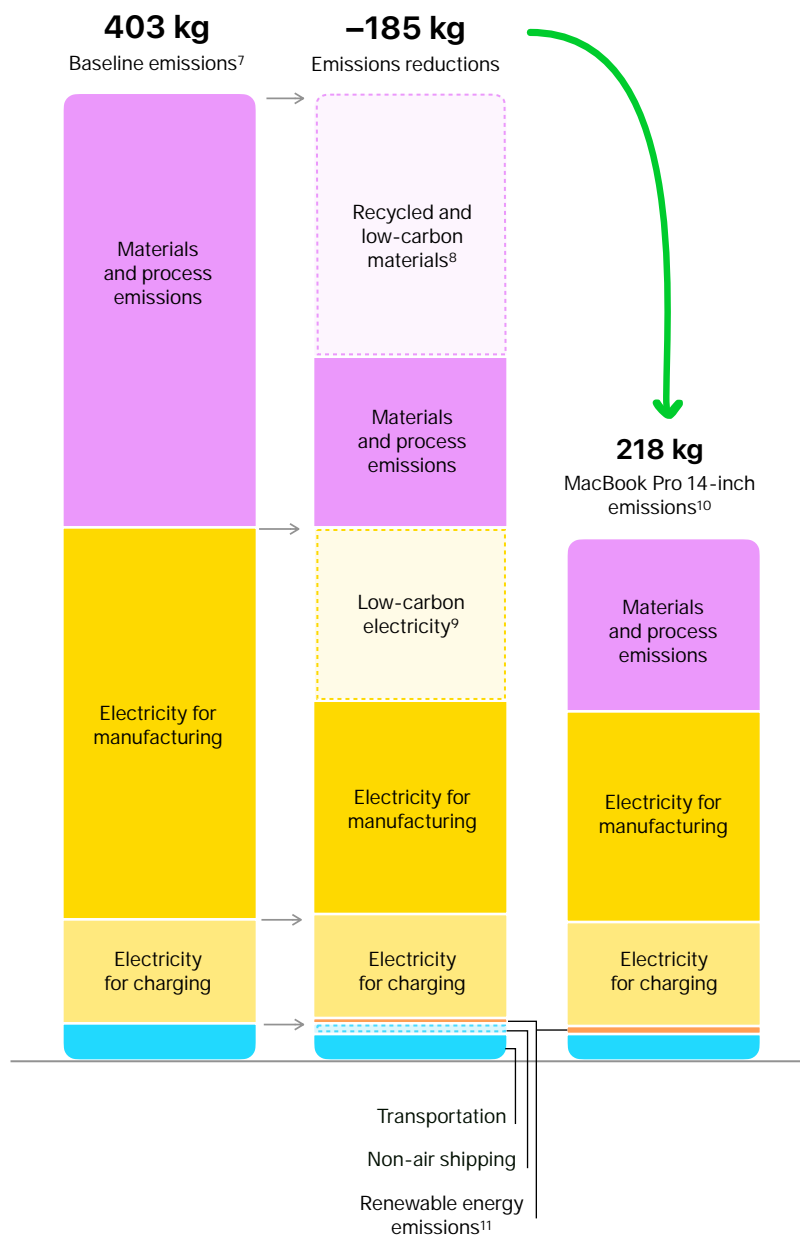 403 kg
Baseline emissions⁷
Materials
and process
emissions
Electricity for
manufacturing
Electricity
for charging
–185 kg
Emissions reductions
Recycled and
low-carbon
materials⁸
Materials
and process
emissions
Low-carbon
electricity⁹
Electricity for
manufacturing
Electricity
for charging
Transportation
Non-air shipping
Renewable energy
emissions¹¹
218 kg
MacBook Pro 14-inch
emissions¹⁰
Materials
and process
emissions
Electricity for
manufacturing
Electricity
for charging